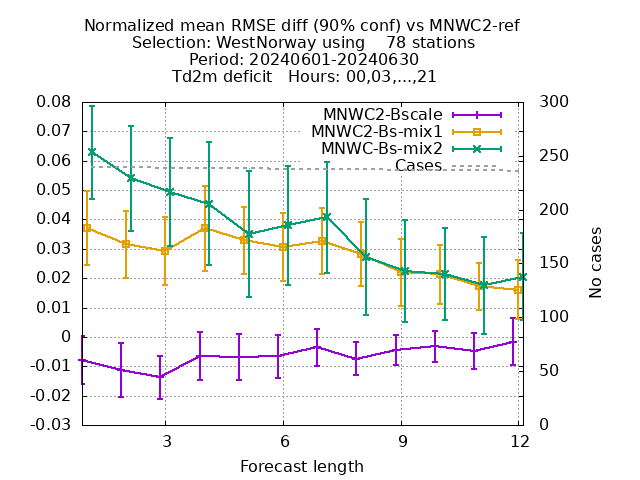 Normalized mean RMSE diff (90% conf) vs MNWC2-ref
Selection: WestNorway using    78 stations
Period: 20240601-20240630
Td2m deficit   Hours: 00,03,...,21
MNWC2-Bscale
MNWC2-Bs-mix1
MNWC-Bs-mix2
Cases
0.08
0.07
0.06
0.05
0.04
0.03
0.02
0.01
0
-0.01
-0.02
-0.03
300
250
200
150
100
50
0
No cases
3
6
9
12
Forecast length